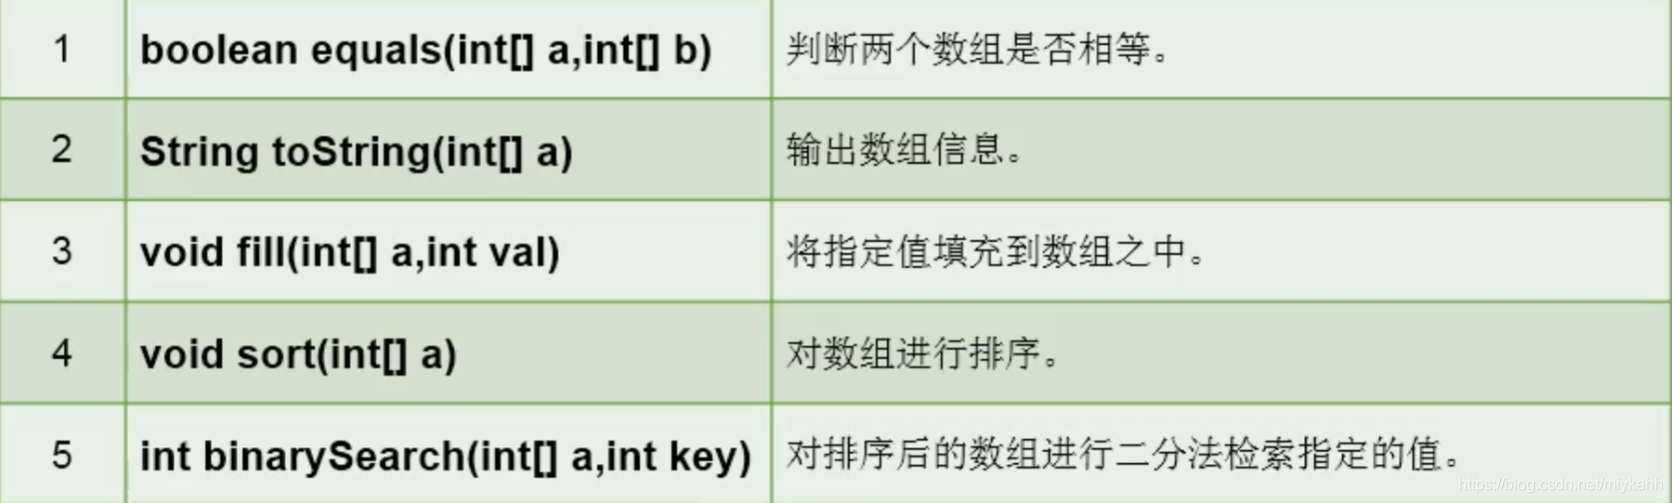 1 boolean equals(int[] a,int[] b) 判断两个数组是否相等。
2 String toString(int[] a) 输出数组信息。
3 void fill(int[] a,int val) 将指定值填充到数组之中。
4 void sort(int[] a) 对数组进行排序。
5 int binarySearch(int[] a,int key) 对排序后的数组进行二分法检索指定的值。
https://blog.csdn.net/miykahh